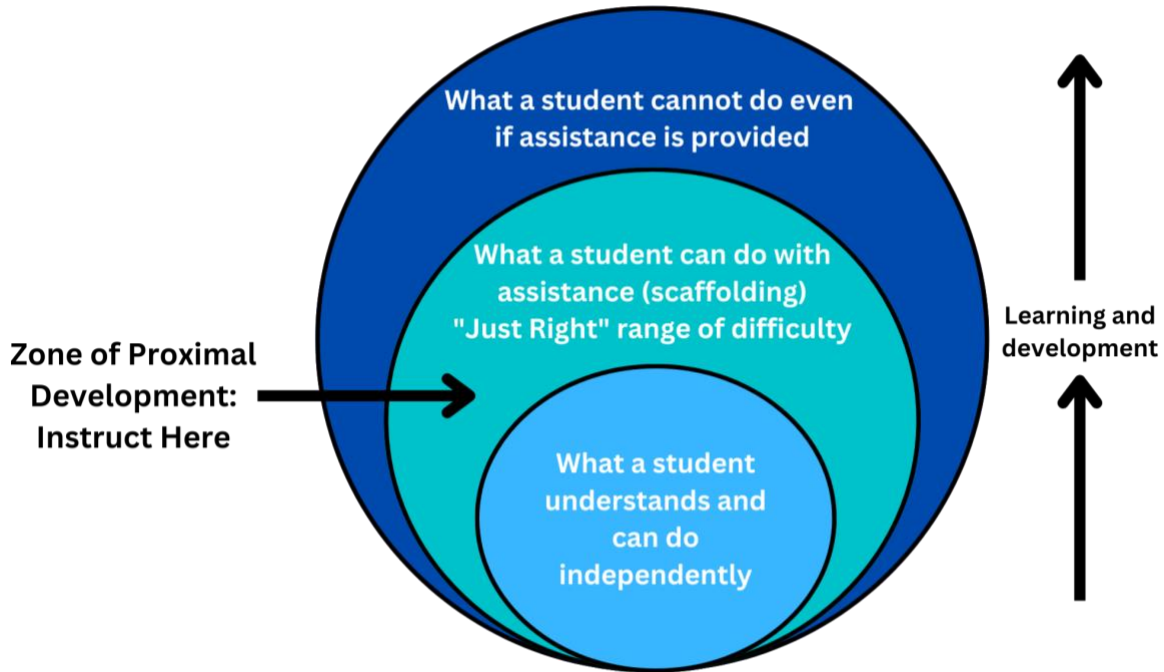 What a student cannot do even
if assistance is provided
What a student can do with
assistance (scaffolding)
"Just Right" range of difficulty
What a student
understands and
can do
independently
Zone of Proximal
Development:
Instruct Here
Learning and
development